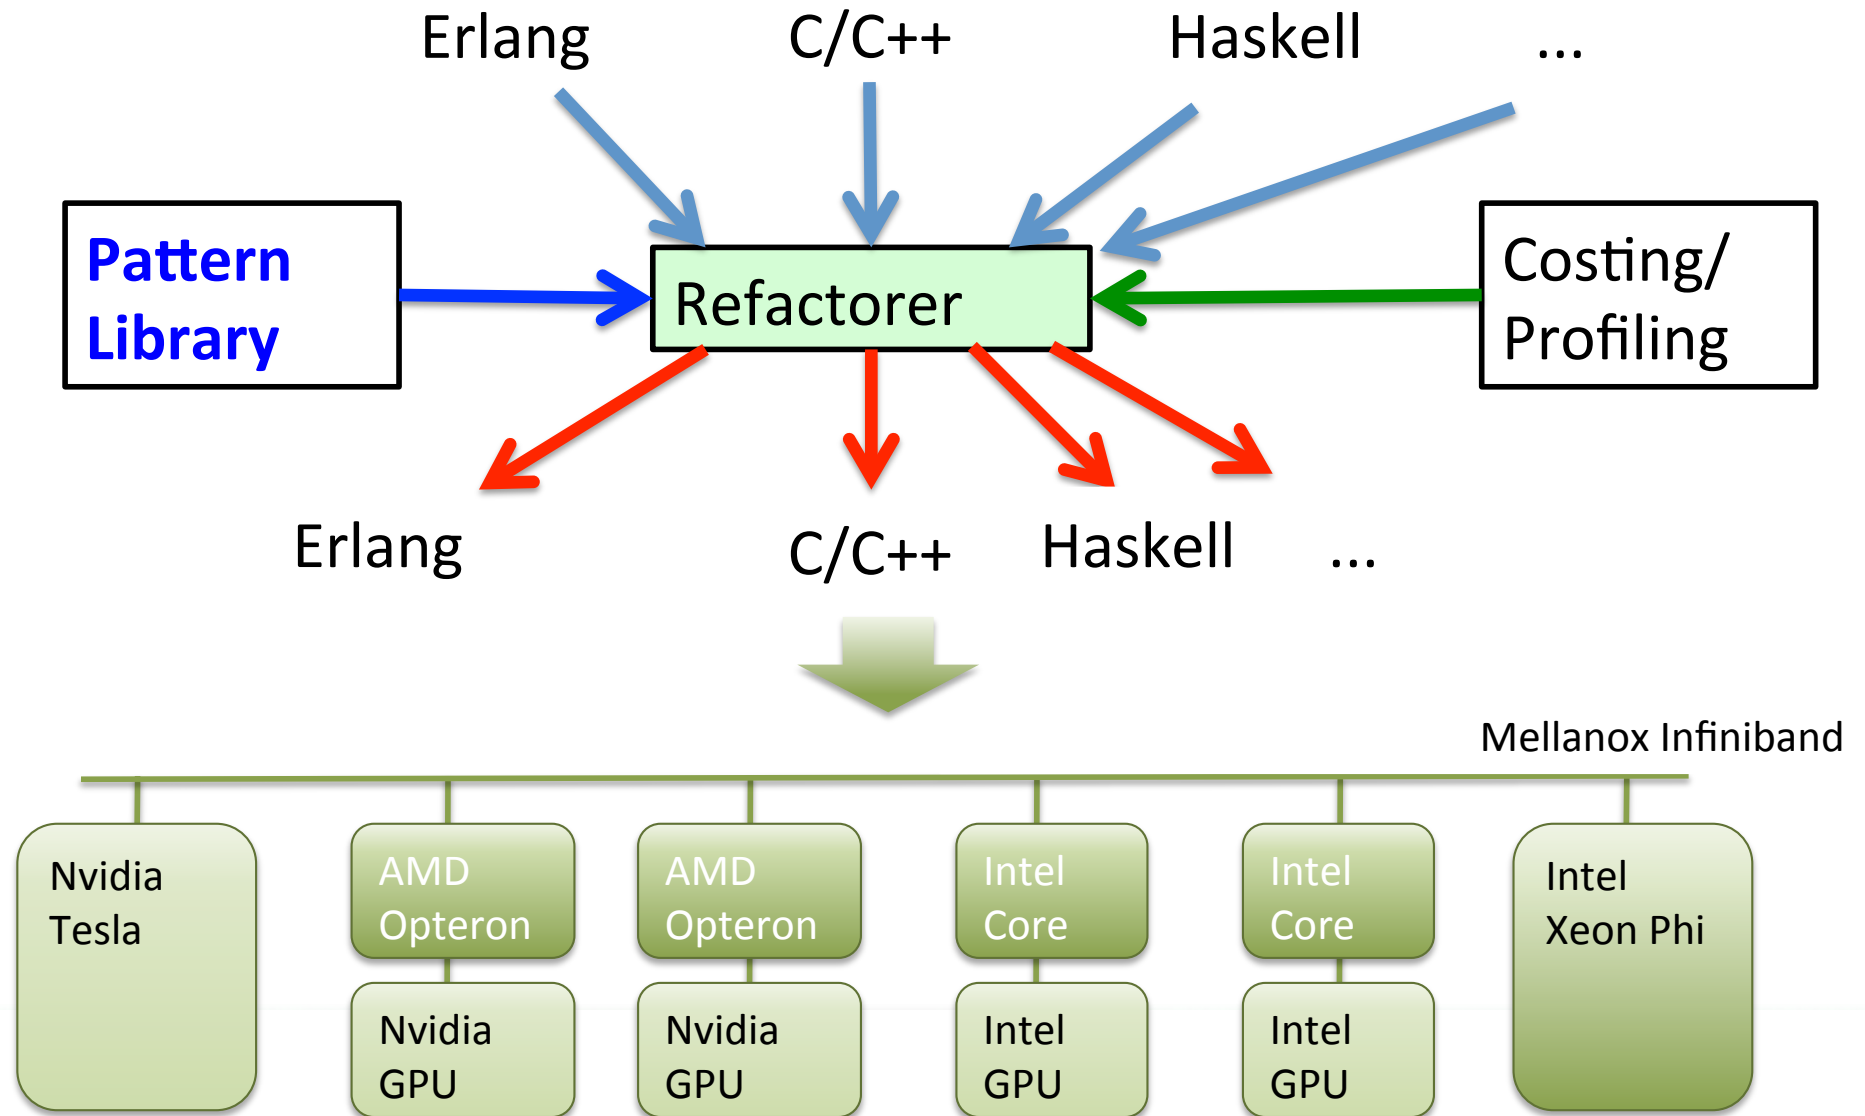 Erlang
C/C++
Haskell
...
Pattern
Library
Refactorer
Costing/
Profiling
Erlang
C/C++
Haskell
...
Mellanox Infiniband
Nvidia
Tesla
AMD
Opteron
AMD
Opteron
Intel
Core
Intel
Core
Intel
Xeon Phi
Nvidia
GPU
Nvidia
GPU
Intel
GPU
Intel
GPU